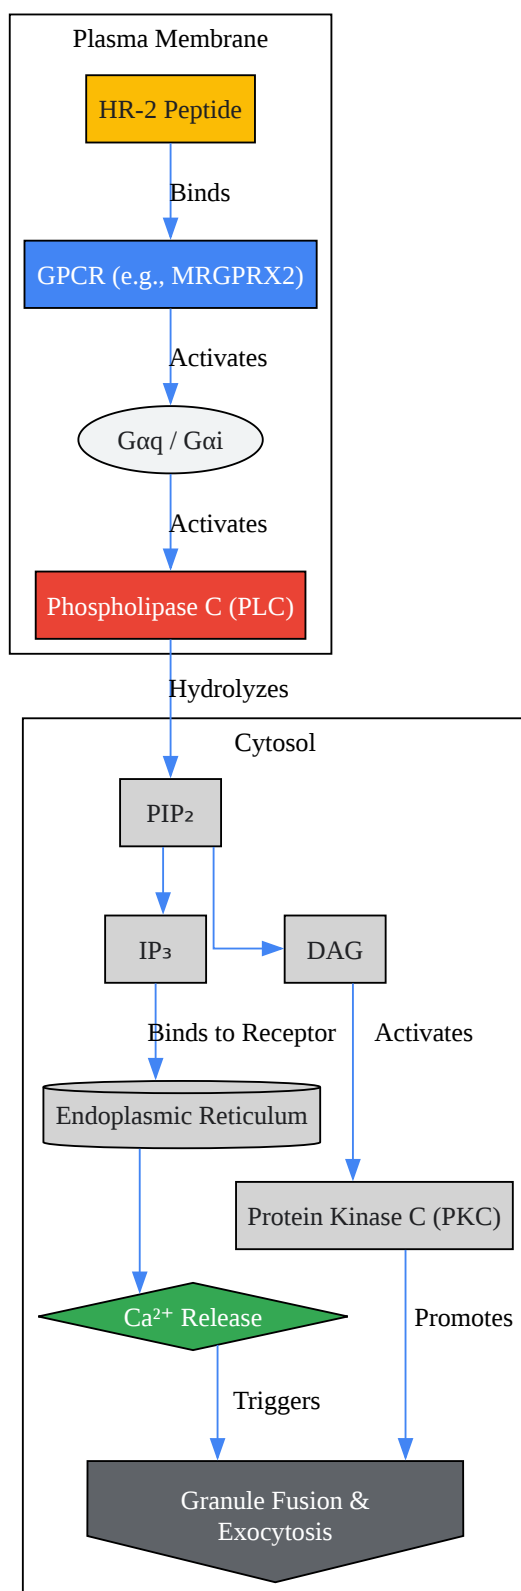 Plasma Membrane
HR-2 Peptide
Binds
GPCR (e.g., MRGPRX2)
Activates
Gαq / Gαi
Activates
Phospholipase C (PLC)
Hydrolyzes
Cytosol
PIP₂
IP₃
DAG
Binds to Receptor
Activates
Endoplasmic Reticulum
Protein Kinase C (PKC)
Ca²⁺ Release
Promotes
Triggers
Granule Fusion &
Exocytosis